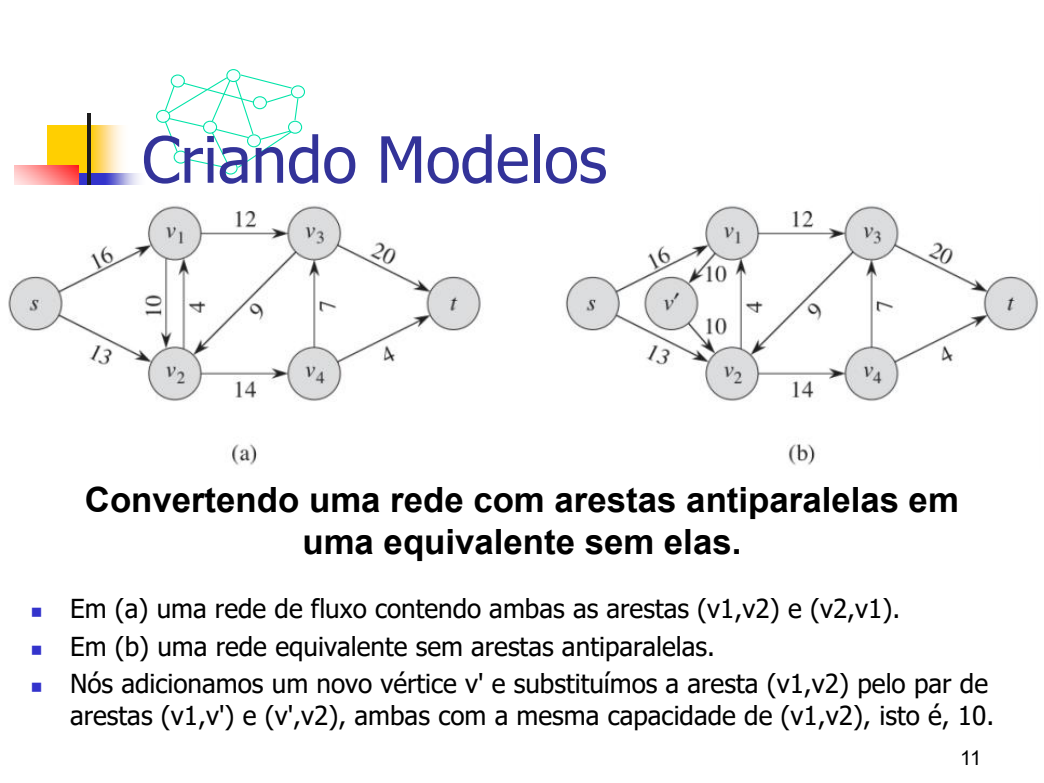 Criando Modelos
v1 12 v3
16 20
s 10 4 9 7 t
13 4
v2 14 v4
(a)
v1 12 v3
16 10 20
s v′ 4 9 7 t
13 10 4
v2 14 v4
(b)
Convertendo uma rede com arestas antiparalelas em
uma equivalente sem elas.
Em (a) uma rede de fluxo contendo ambas as arestas (v1,v2) e (v2,v1).
Em (b) uma rede equivalente sem arestas antiparalelas.
Nós adicionamos um novo vértice v' e substituímos a aresta (v1,v2) pelo par de
arestas (v1,v') e (v',v2), ambas com a mesma capacidade de (v1,v2), isto é, 10.
11